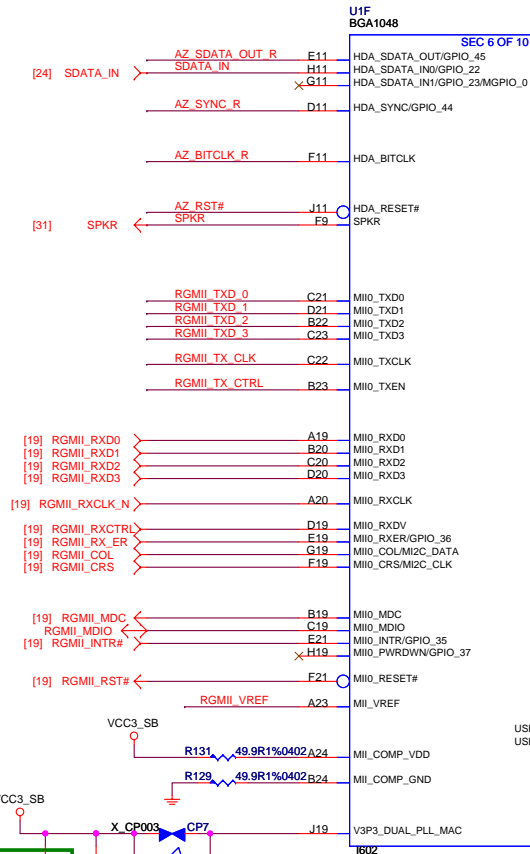 U1F
BGA1048
SEC 6 OF 10
AZ_SDATA_OUT_R E11 HDA_SDATA_OUT/GPIO_45
[24] SDATA_IN SDATA_IN H11 HDA_SDATA_IN0/GPIO_22
G11 HDA_SDATA_IN1/GPIO_23/MGPIO_0
AZ_SYNC_R D11 HDA_SYNC/GPIO_44
AZ_BITCLK_R F11 HDA_BITCLK
AZ_RST# J11 HDA_RESET#
[31] SPKR SPKR F9 SPKR
RGMII_TXD_0 C21 MII0_TXD0
RGMII_TXD_1 D21 MII0_TXD1
RGMII_TXD_2 B22 MII0_TXD2
RGMII_TXD_3 C23 MII0_TXD3
RGMII_TX_CLK C22 MII0_TXCLK
RGMII_TX_CTRL B23 MII0_TXEN
[19] RGMII_RXD0 A19 MII0_RXD0
[19] RGMII_RXD1 B20 MII0_RXD1
[19] RGMII_RXD2 C20 MII0_RXD2
[19] RGMII_RXD3 D20 MII0_RXD3
[19] RGMII_RXCLK_N A20 MII0_RXCLK
[19] RGMII_RXCTRL D19 MII0_RXDV
[19] RGMII_RX_ER E19 MII0_RXER/GPIO_36
[19] RGMII_COL G19 MII0_COL/MI2C_DATA
[19] RGMII_CRS F19 MII0_CRS/MI2C_CLK
[19] RGMII_MDC B19 MII0_MDC
RGMII_MDIO C19 MII0_MDIO
[19] RGMII_INTR# E21 MII0_INTR/GPIO_35
H19 MII0_PWRDWN/GPIO_37
[19] RGMII_RST# F21 MII0_RESET#
RGMII_VREF A23 MII_VREF
USI
USI
VCC3_SB
R131 49.9R1%0402 A24 MII_COMP_VDD
R129 49.9R1%0402 B24 MII_COMP_GND
VCC3_SB
X_CP003 CP7 J19 V3P3_DUAL_PLL_MAC
I602